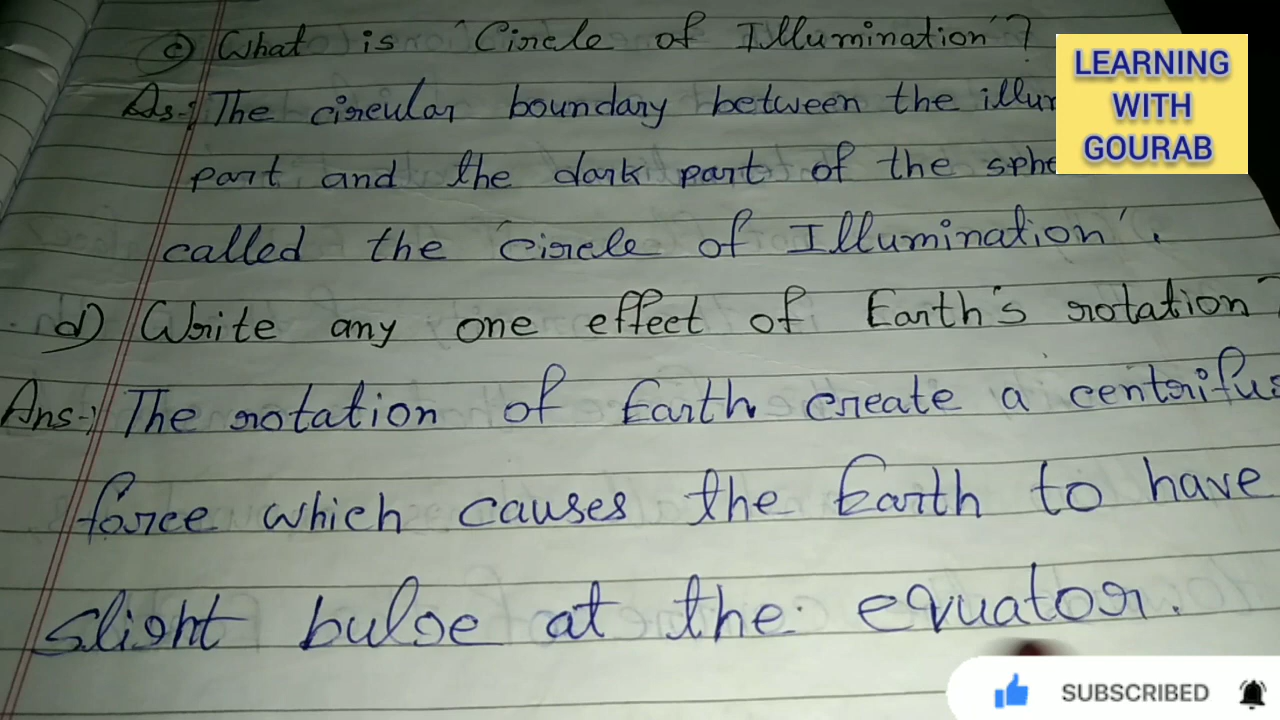 c) What is 'Circle of Illumination'?
Ans-: The circular boundary between the illum
part and the dark part of the sphe
called the 'Circle of Illumination'.
d) Write any one effect of Earth's rotation?
Ans-: The rotation of Earth create a centrifug
force which causes the Earth to have
slight bulge at the equator.
LEARNING
WITH
GOURAB
SUBSCRIBED